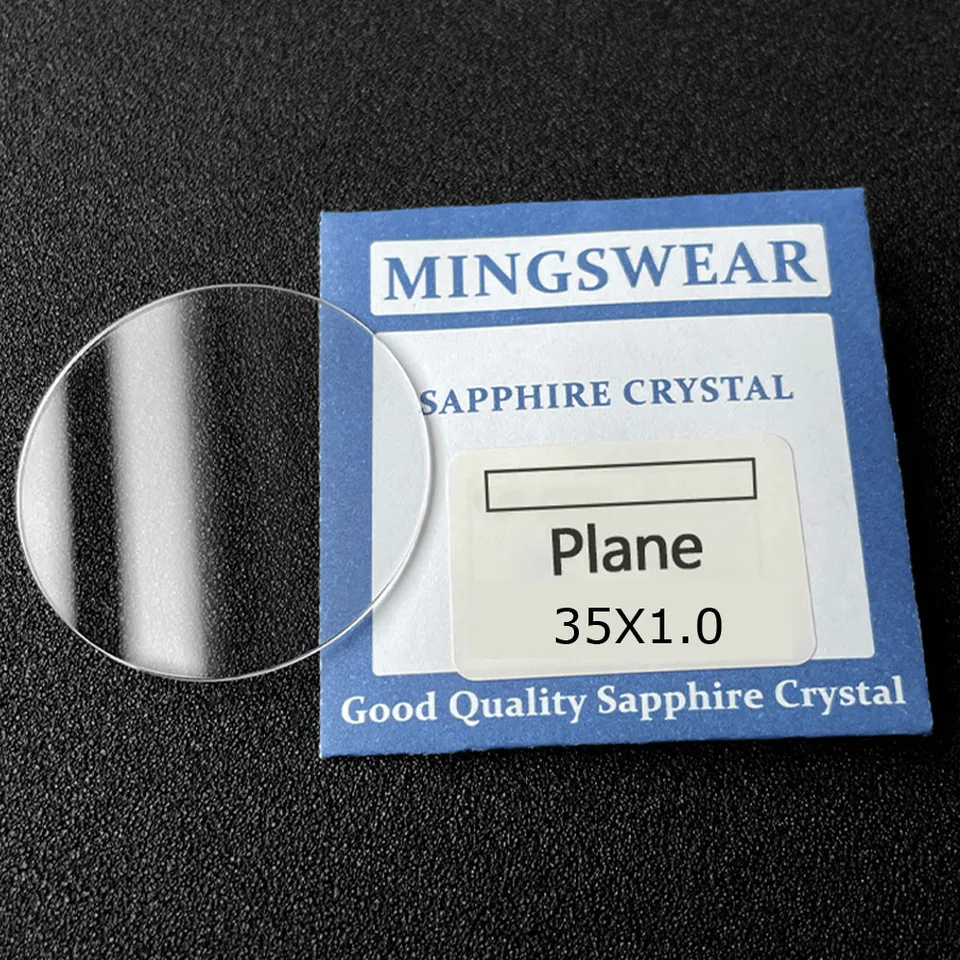 MINGSWEAR
SAPPHIRE CRYSTAL
Plane
35X1.0
Good Quality Sapphire Crystal